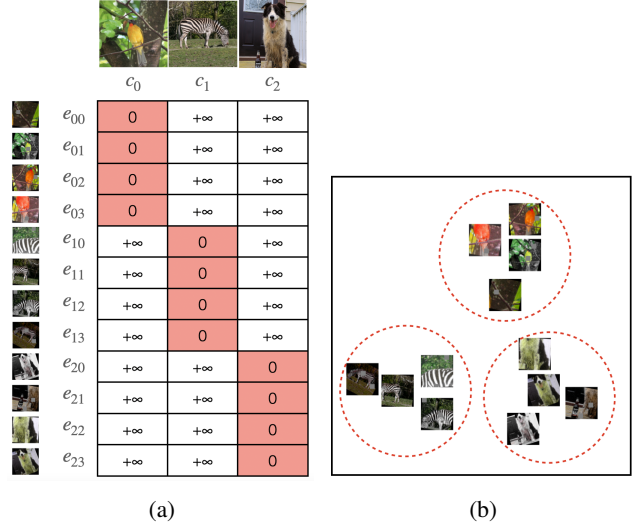 c₀ c₁ c₂
e₀₀ 0 +∞ +∞
e₀₁ 0 +∞ +∞
e₀₂ 0 +∞ +∞
e₀₃ 0 +∞ +∞
e₁₀ +∞ 0 +∞
e₁₁ +∞ 0 +∞
e₁₂ +∞ 0 +∞
e₁₃ +∞ 0 +∞
e₂₀ +∞ +∞ 0
e₂₁ +∞ +∞ 0
e₂₂ +∞ +∞ 0
e₂₃ +∞ +∞ 0
(a) (b)